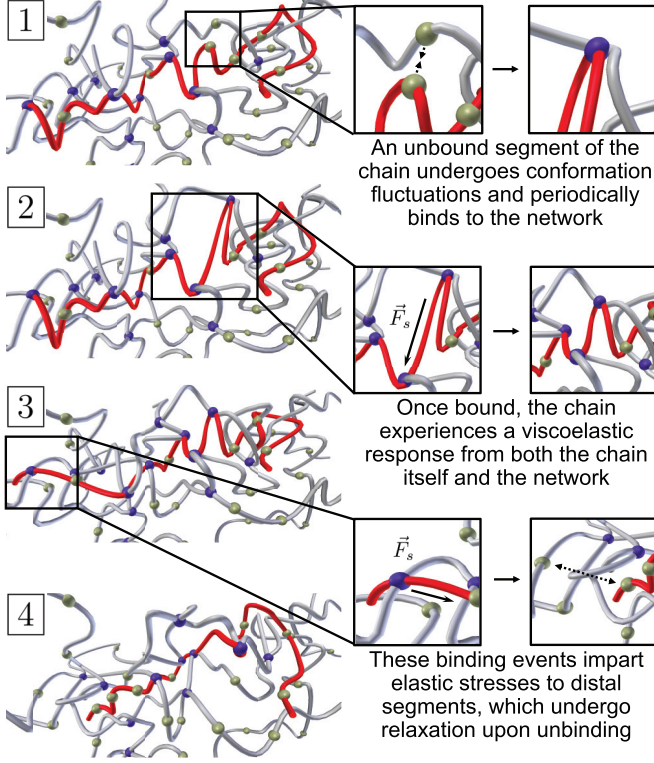 1
An unbound segment of the
chain undergoes conformation
fluctuations and periodically
binds to the network
2
F⃗ₛ
Once bound, the chain
experiences a viscoelastic
response from both the chain
itself and the network
3
F⃗ₛ
4
These binding events impart
elastic stresses to distal
segments, which undergo
relaxation upon unbinding